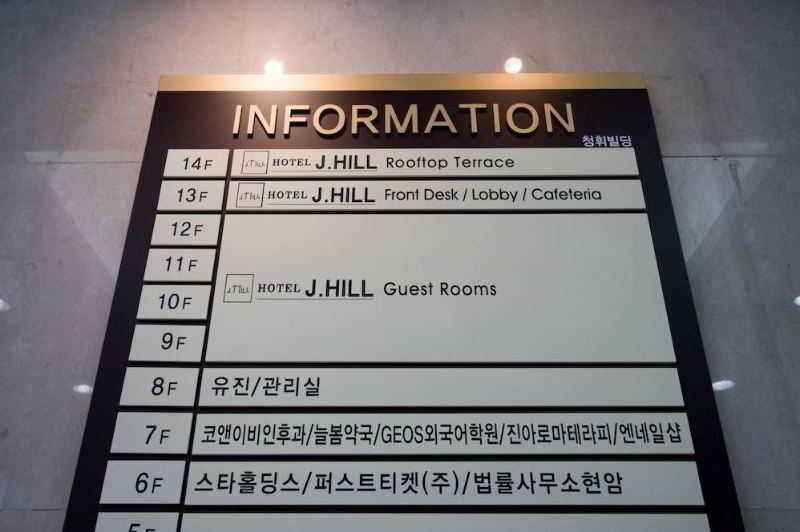 INFORMATION
청휘빌딩
14F HOTEL J.HILL Rooftop Terrace
13F HOTEL J.HILL Front Desk / Lobby / Cafeteria
12F
11F
HOTEL J.HILL Guest Rooms
10F
9F
8F 유진/관리실
7F 코앤이비인후과/늘봄약국/GEOS외국어학원/진아로마테라피/엔네일샵
6F 스타홀딩스/퍼스트티켓(주)/법률사무소현암